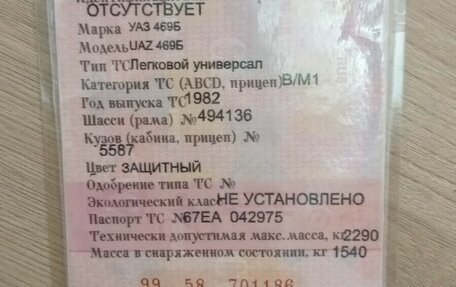 ОТСУТСТВУЕТ
Марка УАЗ 469Б
Модель UAZ 469Б
Тип ТС Легковой универсал
Категория ТС (ABCD, прицеп) B/M1
Год выпуска ТС 1982
Шасси (рама) № 494136
Кузов (кабина, прицеп) №
5587
Цвет ЗАЩИТНЫЙ
Одобрение типа ТС №
Экологический класс НЕ УСТАНОВЛЕНО
Паспорт ТС № 67ЕА 042975
Технически допустимая макс. масса, кг 2290
Масса в снаряженном состоянии, кг 1540
99 58 701186